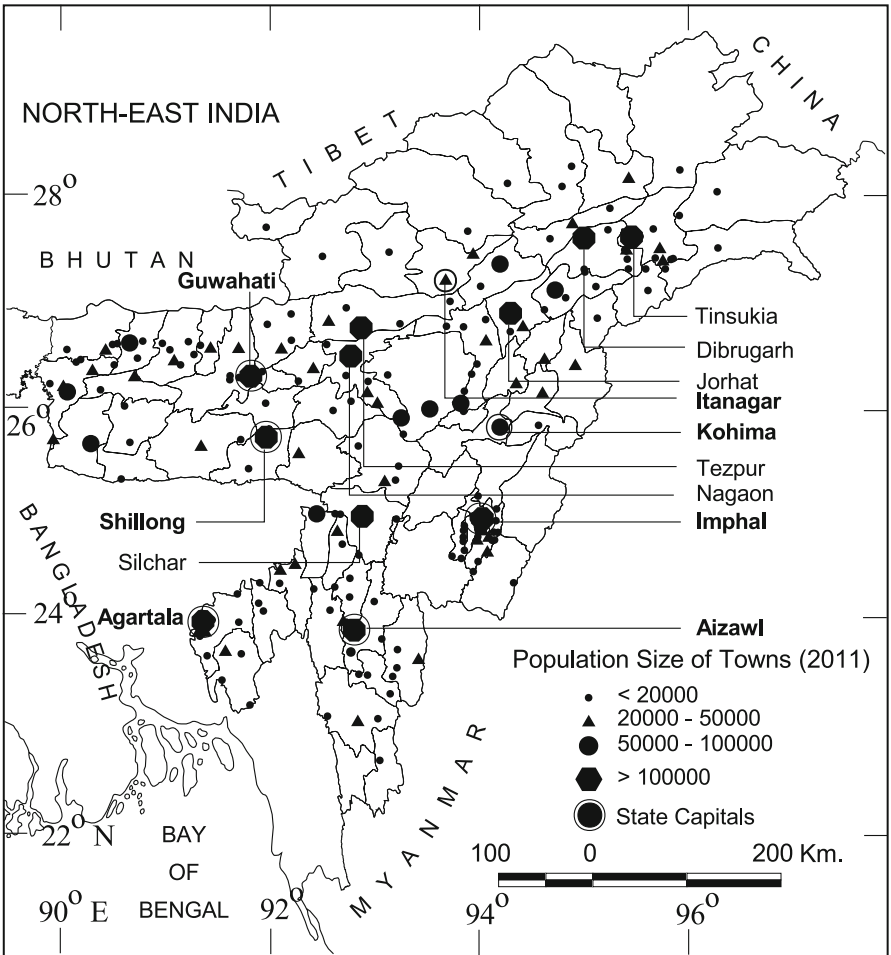 CHINA
NORTH-EAST INDIA
TIBET
28°
BHUTAN
Guwahati
Tinsukia
Dibrugarh
Jorhat
Itanagar
26°
Kohima
Tezpur
Nagaon
Shillong
Imphal
BANGLADESH
Silchar
24°
Agartala
Aizawl
Population Size of Towns (2011)
< 20000
20000 - 50000
50000 - 100000
> 100000
State Capitals
MYANMAR
22° N
BAY
OF
BENGAL
100 0 200 Km.
90° E 92° 94° 96°